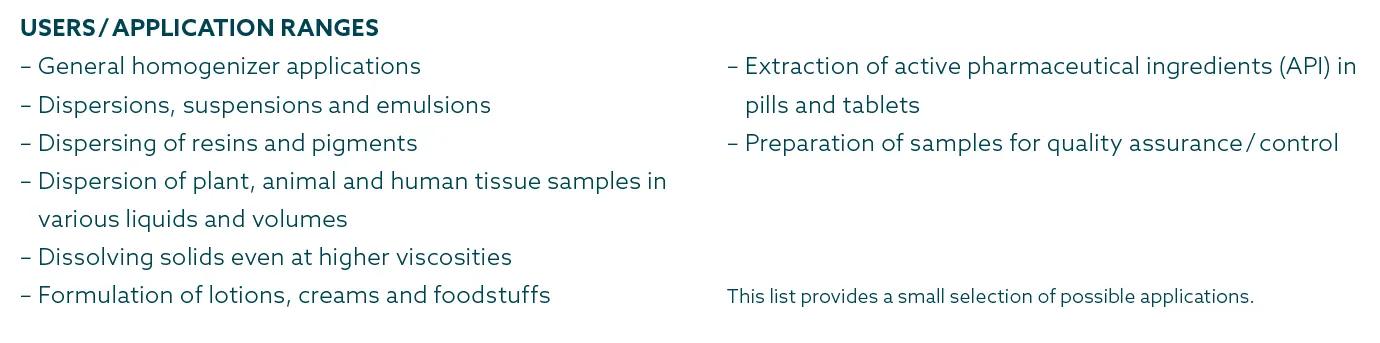 USERS/APPLICATION RANGES
– General homogenizer applications
– Dispersions, suspensions and emulsions
– Dispersing of resins and pigments
– Dispersion of plant, animal and human tissue samples in
various liquids and volumes
– Dissolving solids even at higher viscosities
– Formulation of lotions, creams and foodstuffs
– Extraction of active pharmaceutical ingredients (API) in
pills and tablets
– Preparation of samples for quality assurance/control
This list provides a small selection of possible applications.